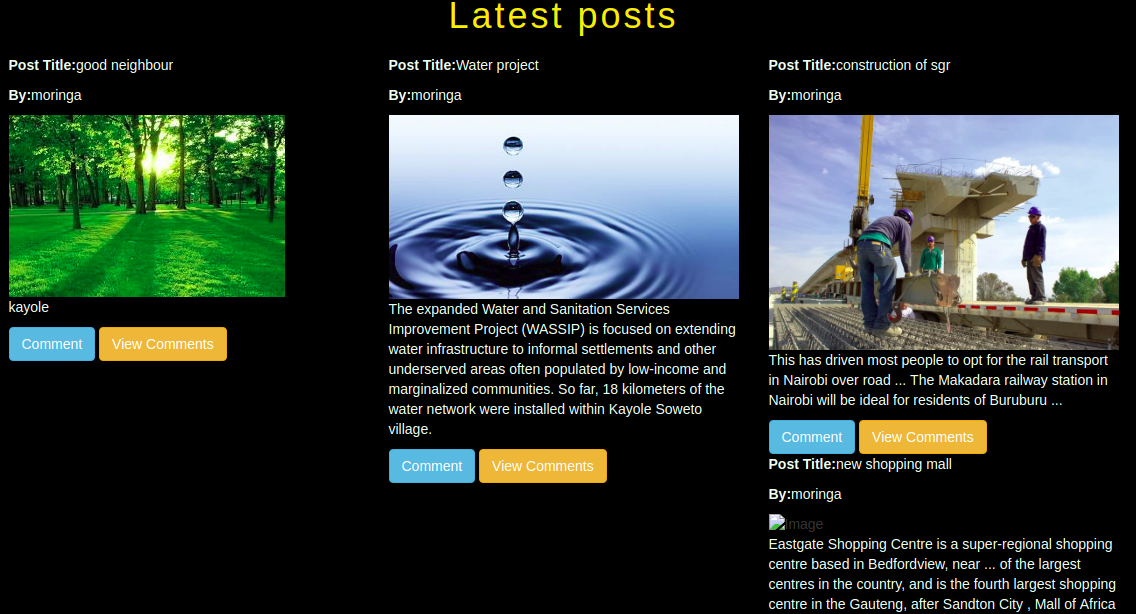 Latest posts
Post Title:good neighbour
By:moringa
kayole
Comment
View Comments
Post Title:Water project
By:moringa
The expanded Water and Sanitation Services
Improvement Project (WASSIP) is focused on extending
water infrastructure to informal settlements and other
underserved areas often populated by low-income and
marginalized communities. So far, 18 kilometers of the
water network were installed within Kayole Soweto
village.
Comment
View Comments
Post Title:construction of sgr
By:moringa
This has driven most people to opt for the rail transport
in Nairobi over road ... The Makadara railway station in
Nairobi will be ideal for residents of Buruburu ...
Comment
View Comments
Post Title:new shopping mall
By:moringa
Image
Eastgate Shopping Centre is a super-regional shopping
centre based in Bedfordview, near ... of the largest
centres in the country, and is the fourth largest shopping
centre in the Gauteng, after Sandton City , Mall of Africa